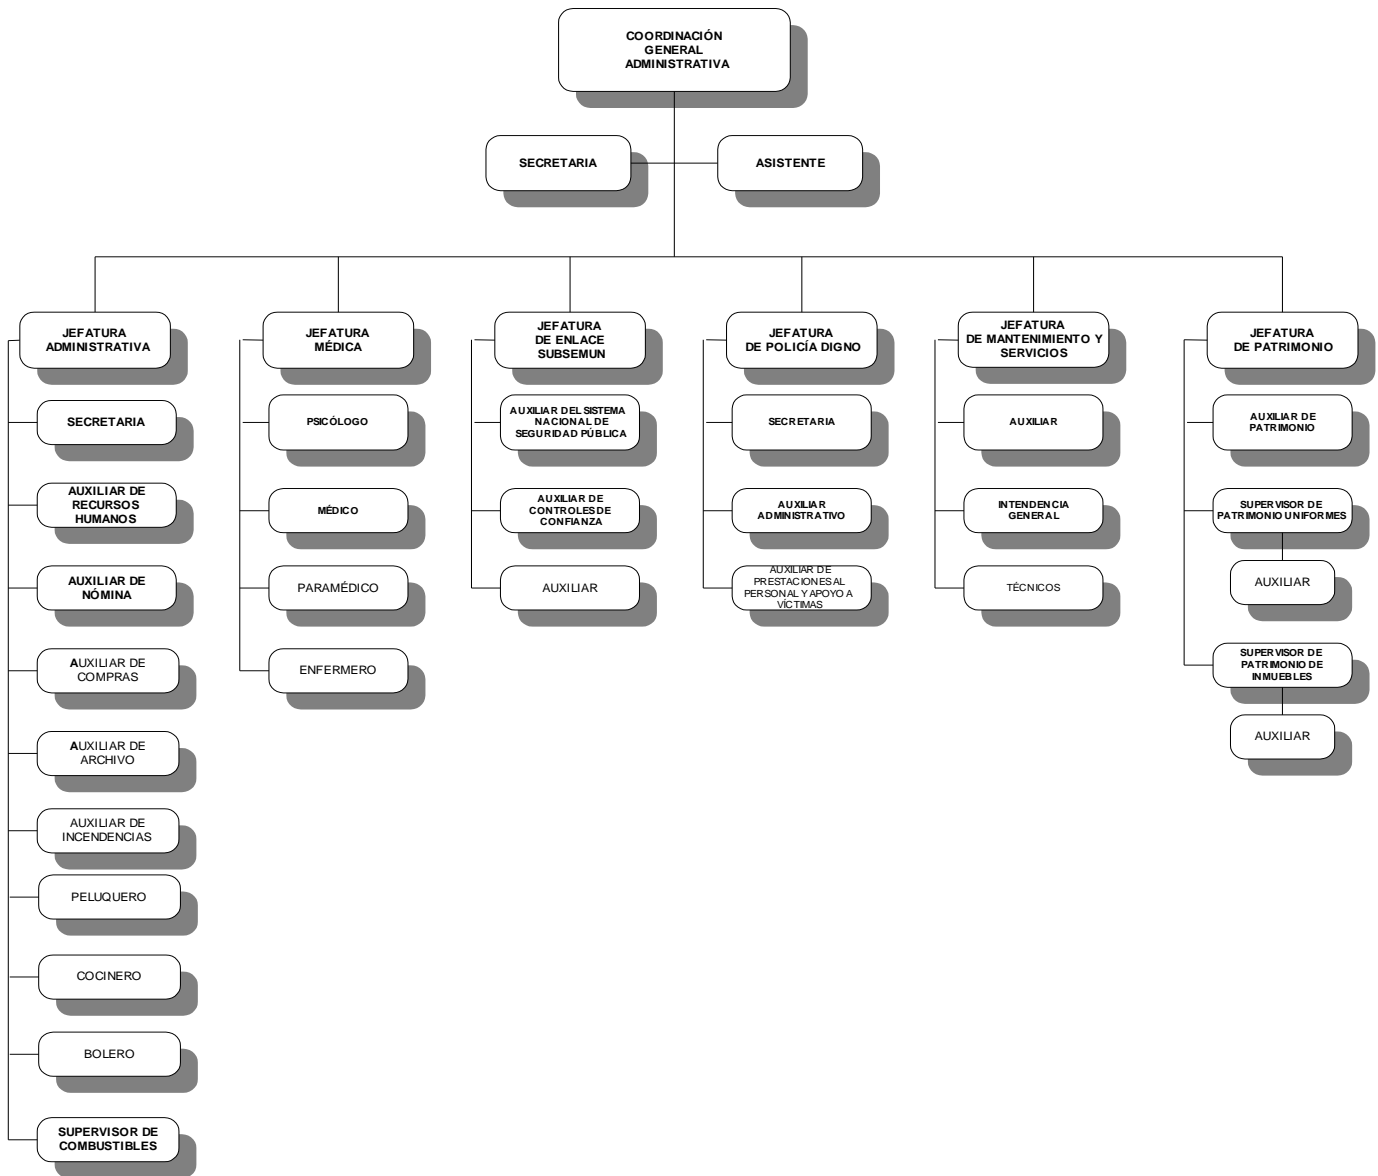 COORDINACIÓN
GENERAL
ADMINISTRATIVA
SECRETARIA
ASISTENTE
JEFATURA
ADMINISTRATIVA
SECRETARIA
AUXILIAR DE
RECURSOS
HUMANOS
AUXILIAR DE
NÓMINA
AUXILIAR DE
COMPRAS
AUXILIAR DE
ARCHIVO
AUXILIAR DE
INCENDENCIAS
PELUQUERO
COCINERO
BOLERO
SUPERVISOR DE
COMBUSTIBLES
JEFATURA
MÉDICA
PSICÓLOGO
MÉDICO
PARAMÉDICO
ENFERMERO
JEFATURA
DE ENLACE
SUBSEMUN
AUXILIAR DEL SISTEMA
NACIONAL DE
SEGURIDAD PÚBLICA
AUXILIAR DE
CONTROLES DE
CONFIANZA
AUXILIAR
JEFATURA
DE POLICÍA DIGNO
SECRETARIA
AUXILIAR
ADMINISTRATIVO
AUXILIAR DE
PRESTACIONES AL
PERSONAL Y APOYO A
VÍCTIMAS
JEFATURA
DE MANTENIMIENTO Y
SERVICIOS
AUXILIAR
INTENDENCIA
GENERAL
TÉCNICOS
JEFATURA
DE PATRIMONIO
AUXILIAR DE
PATRIMONIO
SUPERVISOR DE
PATRIMONIO UNIFORMES
AUXILIAR
SUPERVISOR DE
PATRIMONIO DE
INMUEBLES
AUXILIAR